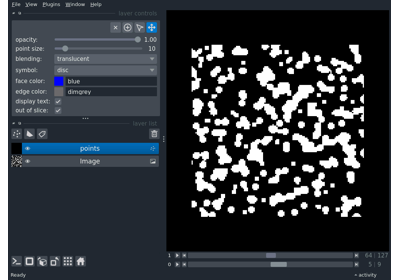 File View Plugins Window Help
layer controls
opacity: 1.00
point size: 10
blending: translucent
symbol: disc
face color: blue
edge color: dimgrey
display text:
out of slice:
layer list
points
Image
1 64 127
0 5 9
Ready activity